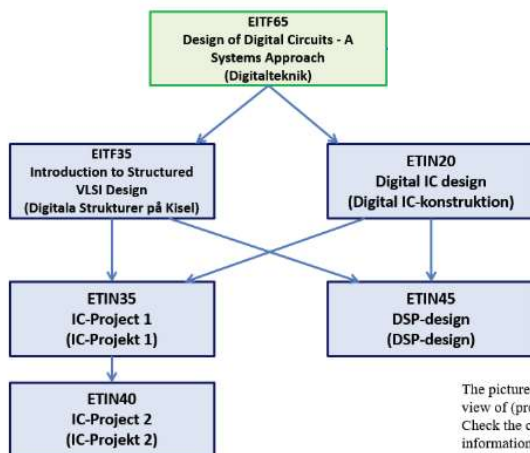 EITF65
Design of Digital Circuits - A
Systems Approach
(Digitalteknik)
EITF35
Introduction to Structured
VLSI Design
(Digitala Strukturer på Kisel)
ETIN20
Digital IC design
(Digital IC-konstruktion)
ETIN35
IC-Project 1
(IC-Projekt 1)
ETIN45
DSP-design
(DSP-design)
ETIN40
IC-Project 2
(IC-Projekt 2)
The picture
view of (pre
Check the c
information